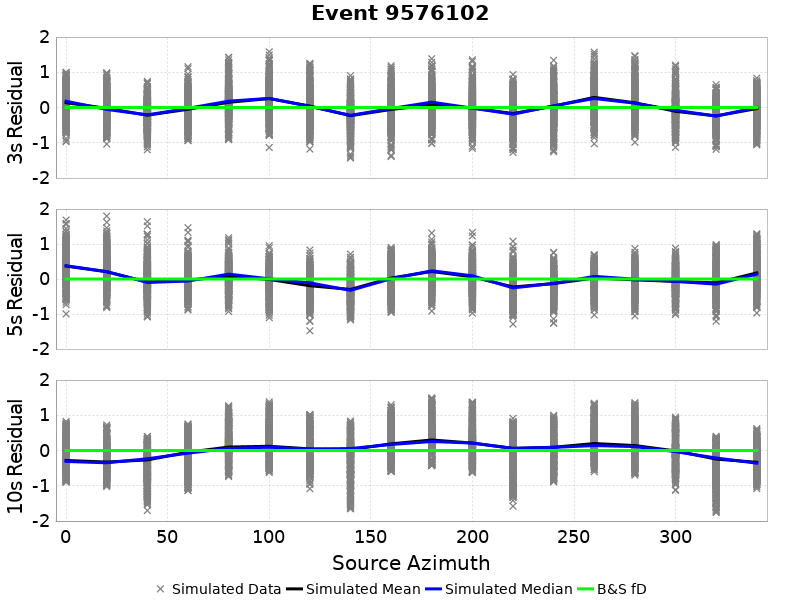 Event 9576102
3s Residual
2
1
0
-1
-2
5s Residual
2
1
0
-1
-2
10s Residual
2
1
0
-1
-2
0 50 100 150 200 250 300
Source Azimuth
Simulated Data Simulated Mean Simulated Median B&S fD